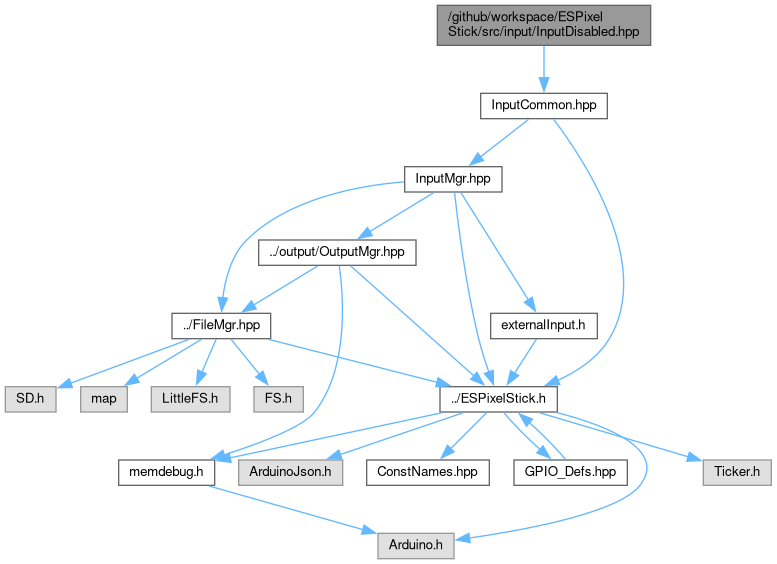 /github/workspace/ESPixel
Stick/src/input/InputDisabled.hpp
InputCommon.hpp
InputMgr.hpp
../output/OutputMgr.hpp
../FileMgr.hpp
externalInput.h
SD.h
map
LittleFS.h
FS.h
../ESPixelStick.h
memdebug.h
ArduinoJson.h
ConstNames.hpp
GPIO_Defs.hpp
Ticker.h
Arduino.h